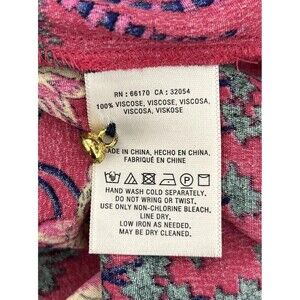 RN : 66170 CA : 32054
100% VISCOSE, VISCOSE, VISCOSA,
VISCOSA, VISKOSE
ADE IN CHINA, HECHO EN CHINA,
FABRIQUÉ EN CHINE
HAND WASH COLD SEPARATELY.
DO NOT WRING OR TWIST.
USE ONLY NON-CHLORINE BLEACH.
LINE DRY.
LOW IRON AS NEEDED.
MAY BE DRY CLEANED.